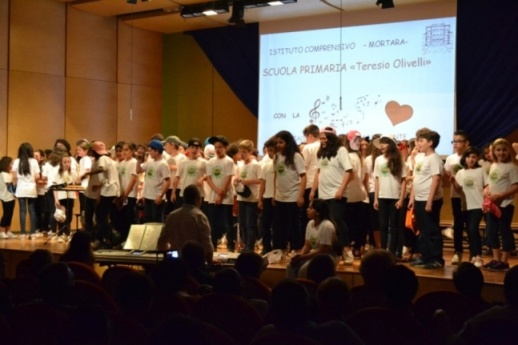 ISTITUTO COMPRENSIVO - MORTARA-
SCUOLA PRIMARIA «Teresio Olivelli»
CON LA